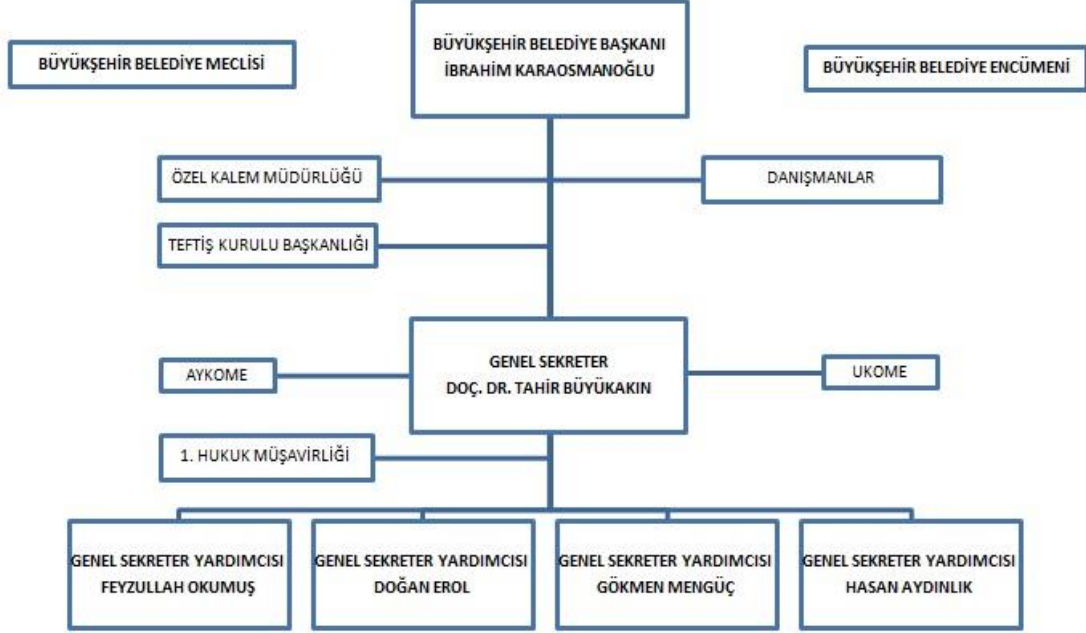 BÜYÜKŞEHİR BELEDİYE MECLİSİ
BÜYÜKŞEHİR BELEDİYE BAŞKANI
İBRAHİM KARAOSMANOĞLU
BÜYÜKŞEHİR BELEDİYE ENCÜMENİ
ÖZEL KALEM MÜDÜRLÜĞÜ
DANIŞMANLAR
TEFTİŞ KURULU BAŞKANLIĞI
GENEL SEKRETER
DOÇ. DR. TAHİR BÜYÜKAKIN
AYKOME
UKOME
1. HUKUK MÜŞAVİRLİĞİ
GENEL SEKRETER YARDIMCISI
FEYZULLAH OKUMUŞ
GENEL SEKRETER YARDIMCISI
DOĞAN EROL
GENEL SEKRETER YARDIMCISI
GÖKMEN MENGÜÇ
GENEL SEKRETER YARDIMCISI
HASAN AYDINLIK